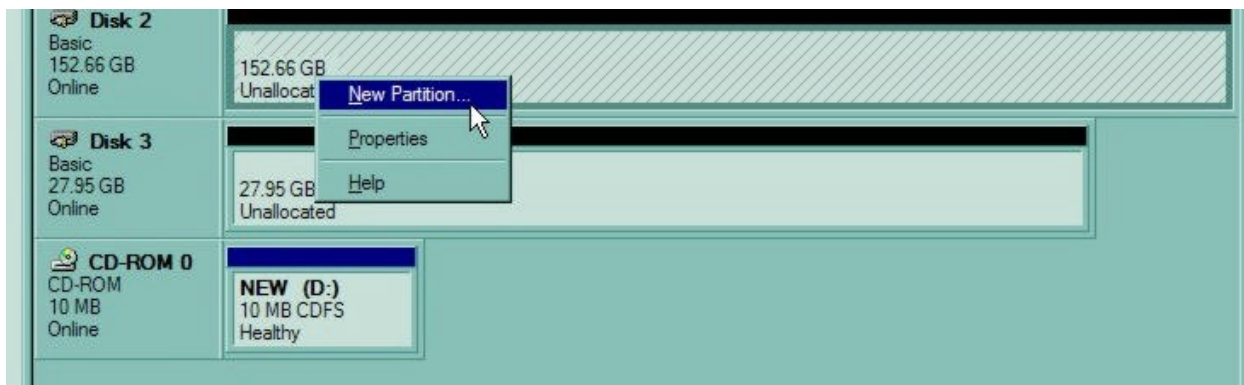 Disk 2
Basic
152.66 GB
Online
152.66 GB
Unallocat
New Partition...
Properties
Help
Disk 3
Basic
27.95 GB
Online
27.95 GB
Unallocated
CD-ROM 0
CD-ROM
10 MB
Online
NEW (D:)
10 MB CDFS
Healthy